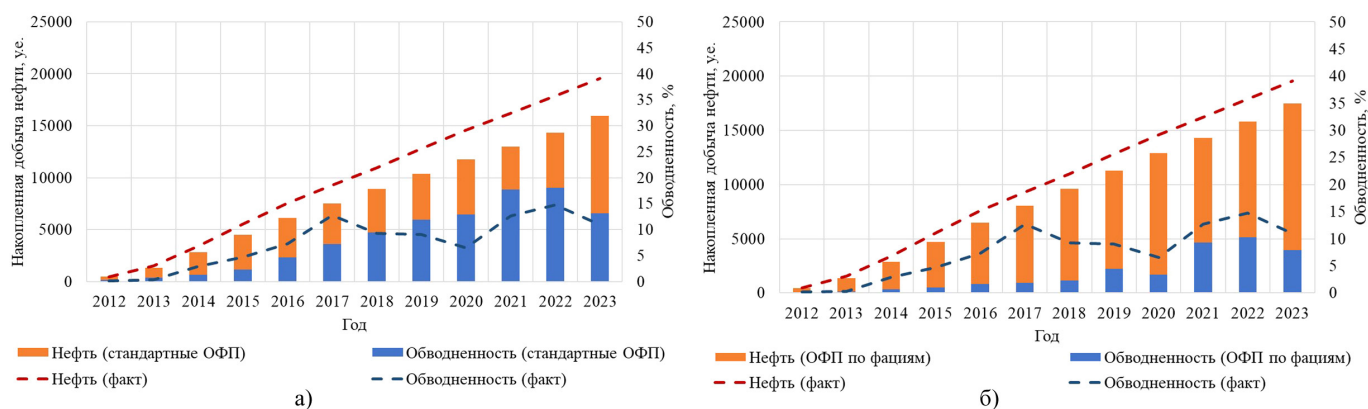 25000
20000
15000
10000
5000
0
Накопленная добыча нефти, у.е.
50
45
40
35
30
25
20
15
10
5
0
Обводненность, %
2012 2013 2014 2015 2016 2017 2018 2019 2020 2021 2022 2023
Год
Нефть (стандартные ОФП) Обводненность (стандартные ОФП)
Нефть (факт) Обводненность (факт)
а)
25000
20000
15000
10000
5000
0
Накопленная добыча нефти, у.е.
50
45
40
35
30
25
20
15
10
5
0
Обводненность, %
2012 2013 2014 2015 2016 2017 2018 2019 2020 2021 2022 2023
Год
Нефть (ОФП по фациям) Обводненность (ОФП по фациям)
Нефть (факт) Обводненность (факт)
б)